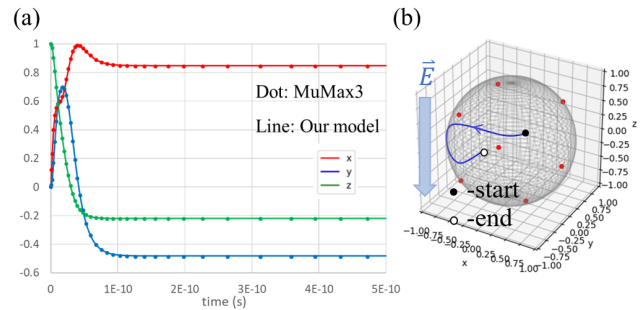 (a)
1
0.8
0.6
0.4
0.2
0
-0.2
-0.4
-0.6
0
1E-10
2E-10
3E-10
4E-10
5E-10
time (s)
Dot: MuMax3
Line: Our model
x
y
z
(b)
E
1.00
0.75
0.50
0.25
0.00
-0.25
-0.50
-0.75
-1.00
z
-start
-end
-1.00
-0.75
-0.50
-0.25
0.00
0.25
0.50
0.75
1.00
x
-1.00
-0.75
-0.50
-0.25
0.00
0.25
0.50
0.75
1.00
y